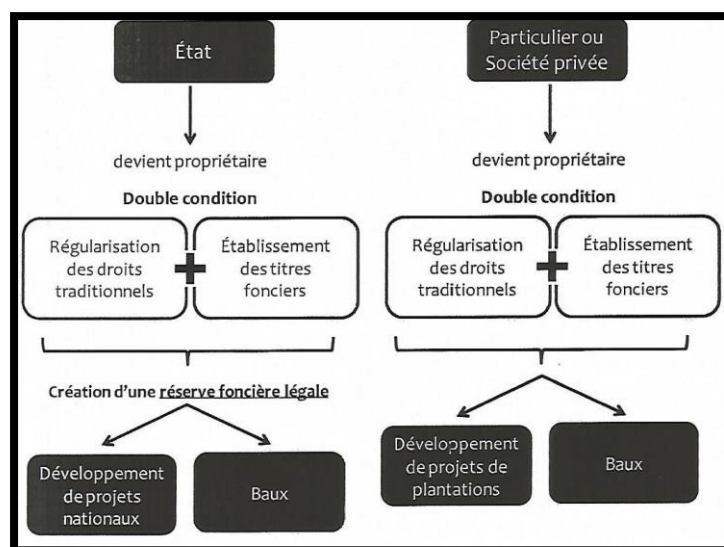 État
devient propriétaire
Double condition
Régularisation
des droits
traditionnels
Établissement
des titres
fonciers
Création d'une réserve foncière légale
Développement
de projets
nationaux
Baux
Particulier ou
Société privée
devient propriétaire
Double condition
Régularisation
des droits
traditionnels
Établissement
des titres
fonciers
Développement
de projets de
plantations
Baux